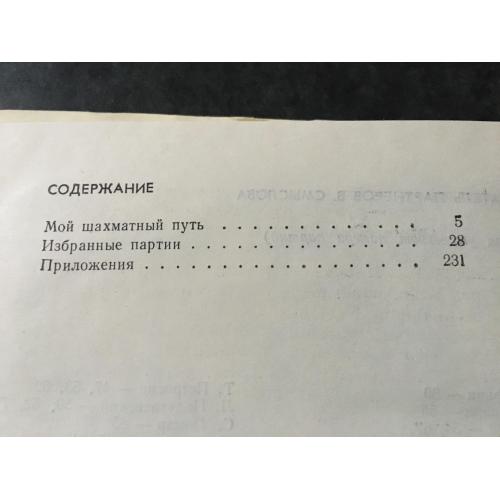 СОДЕРЖАНИЕ
Мой шахматный путь . . . . . . . . . . . . . 5
Избранные партии . . . . . . . . . . . . . . 28
Приложения . . . . . . . . . . . . . . . . . 231